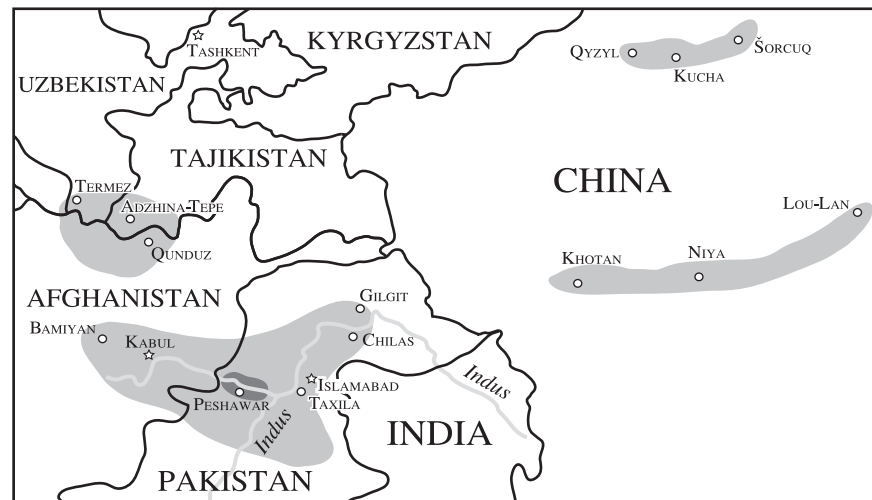 KYRGYZSTAN
TASHKENT
QYZYL
ŠORCUQ
KUCHA
UZBEKISTAN
TAJIKISTAN
CHINA
TERMEZ
ADZHINA-TEPE
LOU-LAN
QUNDUZ
KHOTAN
NIYA
AFGHANISTAN
GILGIT
BAMIYAN
KABUL
CHILAS
Indus
ISLAMABAD
PESHAWAR
TAXILA
Indus
INDIA
PAKISTAN